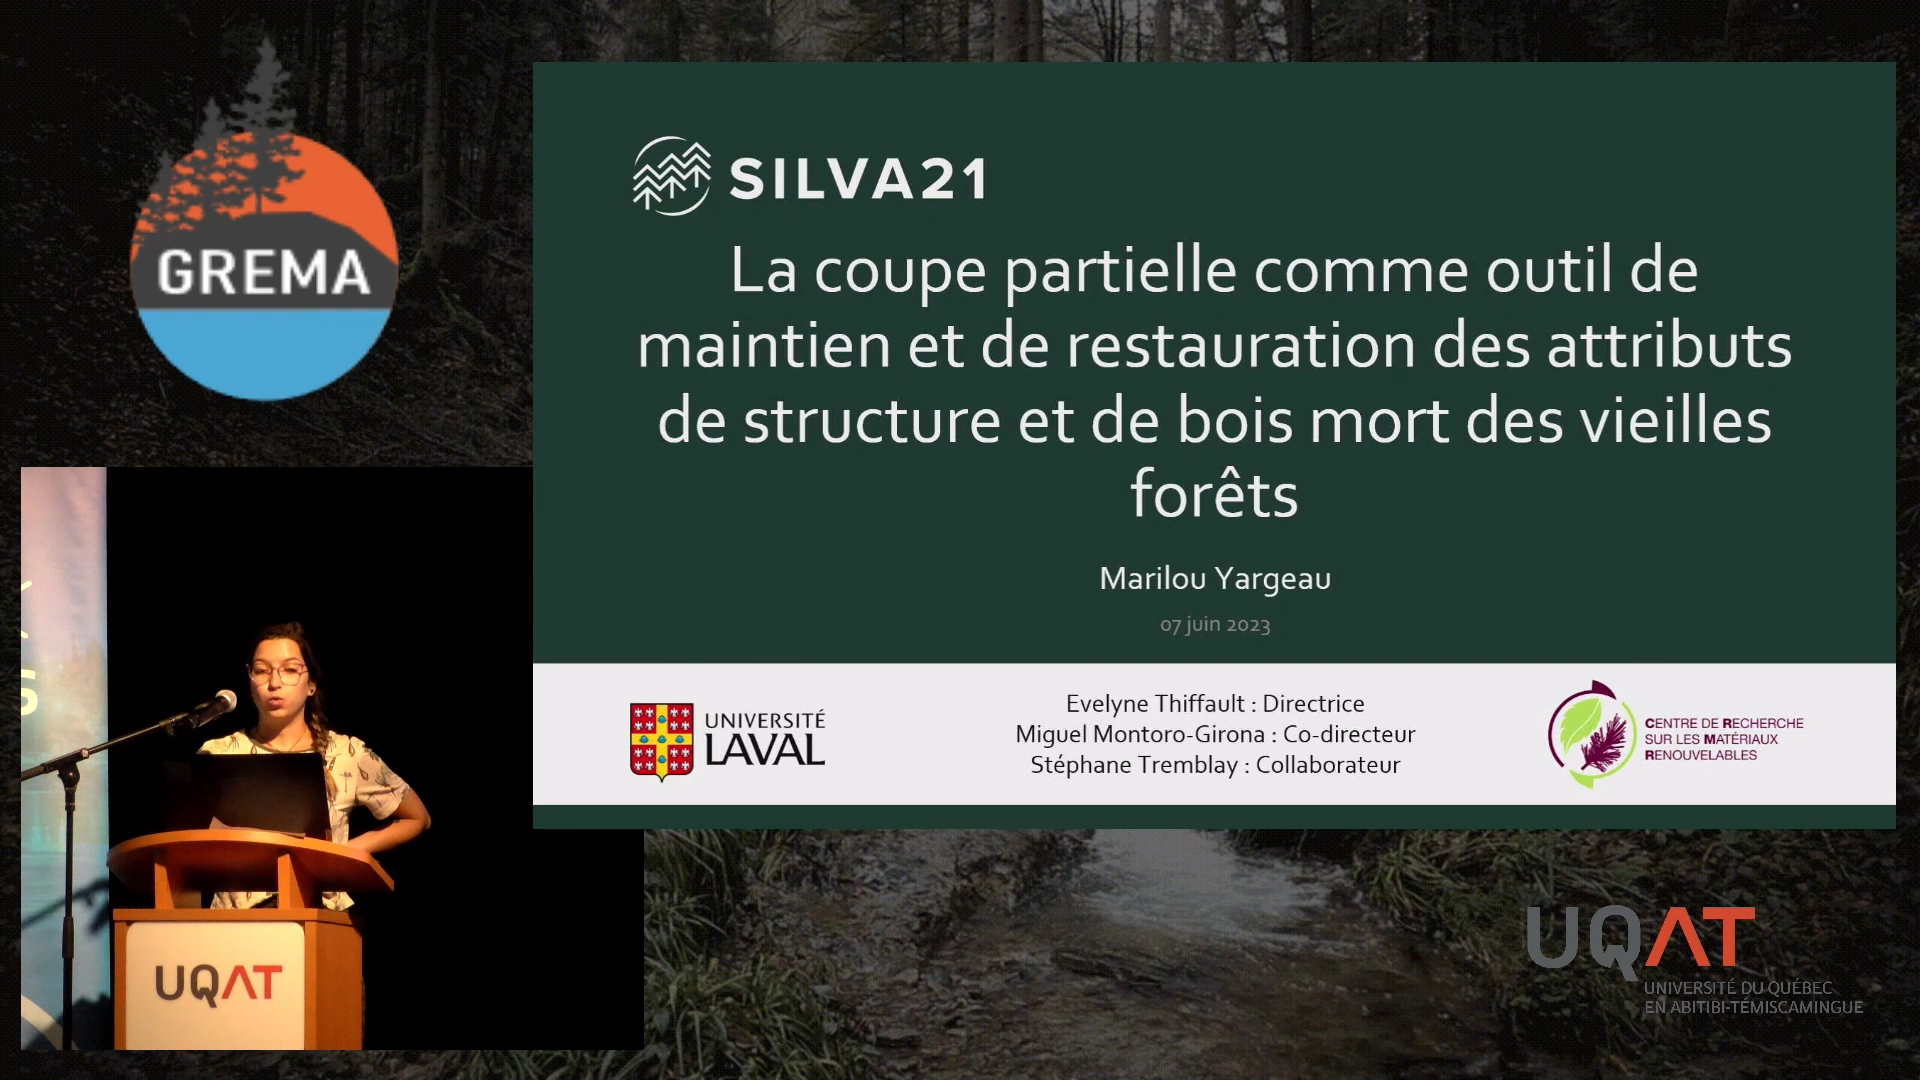 GREMA
SILVA21
La coupe partielle comme outil de
maintien et de restauration des attributs
de structure et de bois mort des vieilles
forêts
Marilou Yargeau
07 juin 2023
UNIVERSITÉ
LAVAL
Evelyne Thiffault : Directrice
Miguel Montoro-Girona : Co-directeur
Stéphane Tremblay : Collaborateur
CENTRE DE RECHERCHE
SUR LES MATÉRIAUX
RENOUVELABLES
UQAT
UQAT
UNIVERSITÉ DU QUÉBEC
EN ABITIBI-TÉMISCAMINGUE